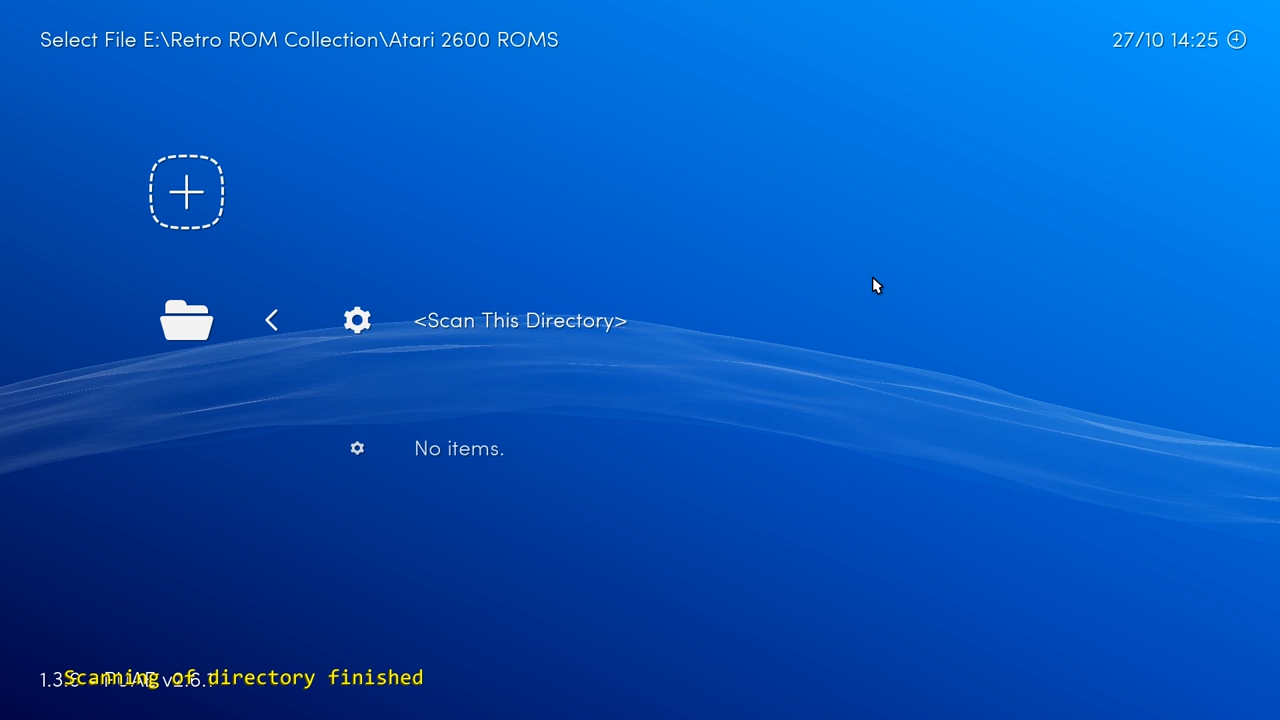 Select File E:\Retro ROM Collection\Atari 2600 ROMS
27/10 14:25
<Scan This Directory>
No items.
Scanning of directory finished